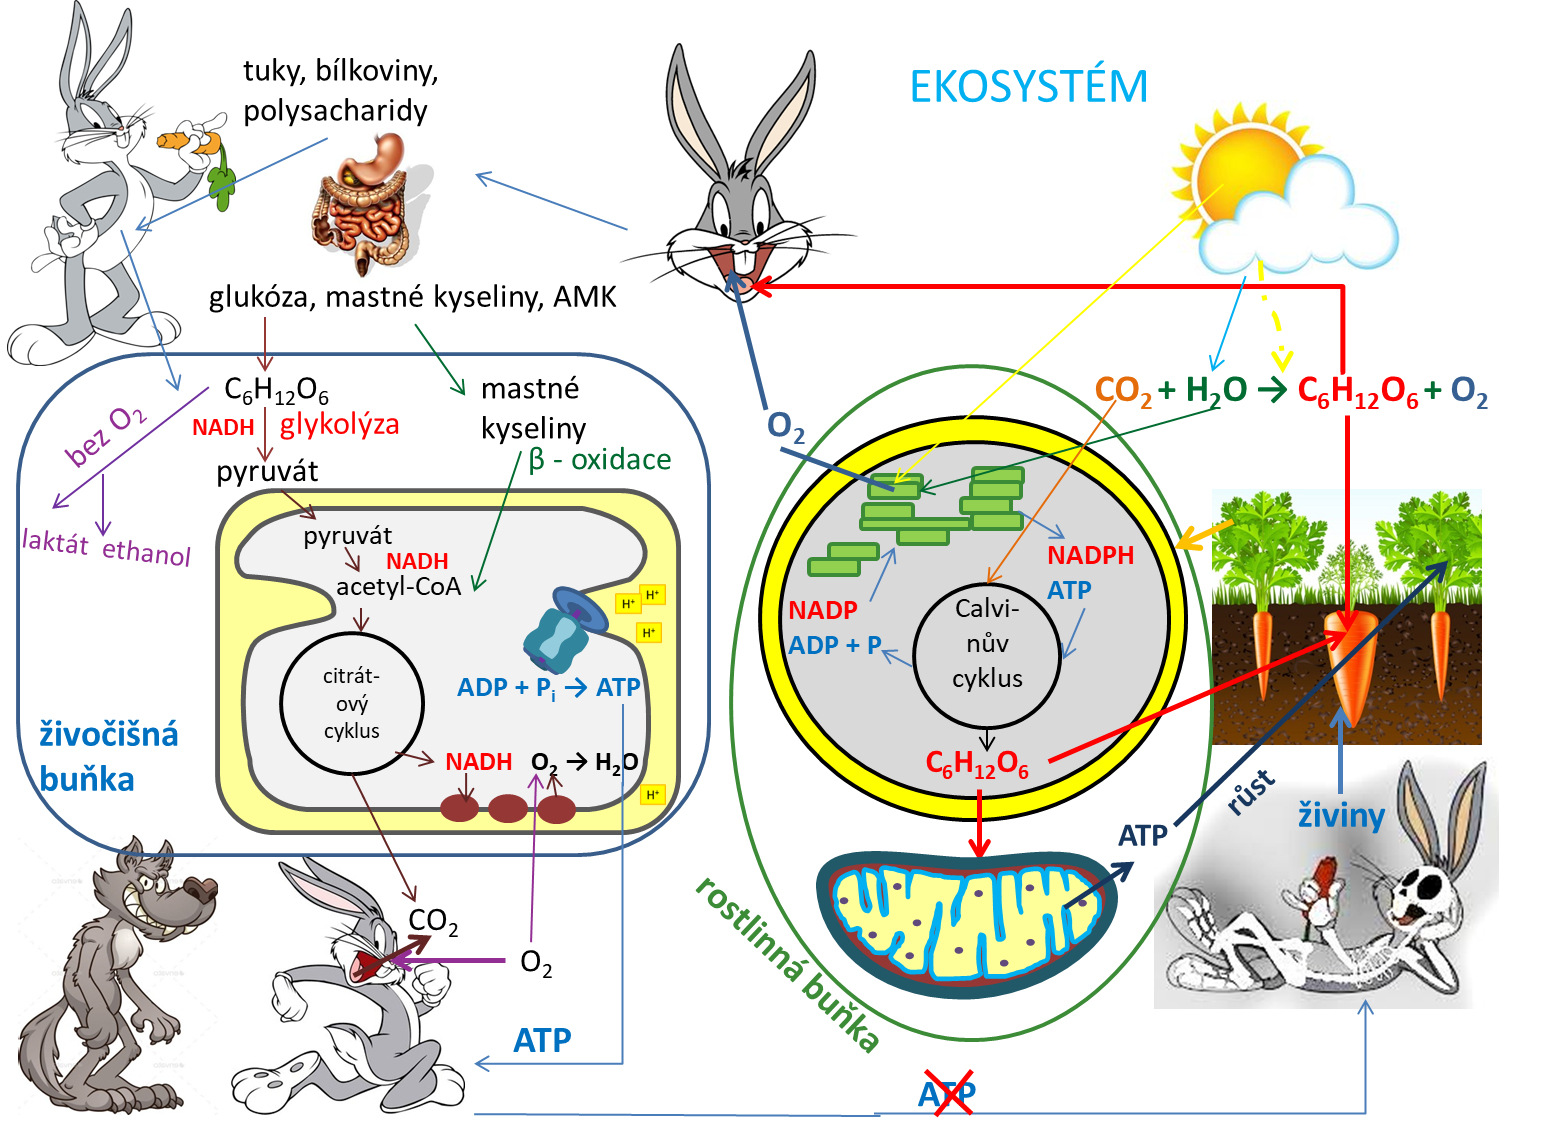 EKOSYSTÉM
tuky, bílkoviny,
polysacharidy
glukóza, mastné kyseliny, AMK
C₆H₁₂O₆
NADH
glykolýza
pyruvát
bez O₂
laktát
ethanol
mastné
kyseliny
β - oxidace
pyruvát
NADH
acetyl-CoA
citrát-
ový
cyklus
H⁺
H⁺
H⁺
ADP + Pᵢ → ATP
NADH
O₂ → H₂O
H⁺
živočišná
buňka
CO₂
O₂
ATP
O₂
CO₂ + H₂O → C₆H₁₂O₆ + O₂
NADPH
ATP
NADP
ADP + P
Calvi-
nův
cyklus
C₆H₁₂O₆
rostlinná buňka
ATP
růst
živiny
ATP